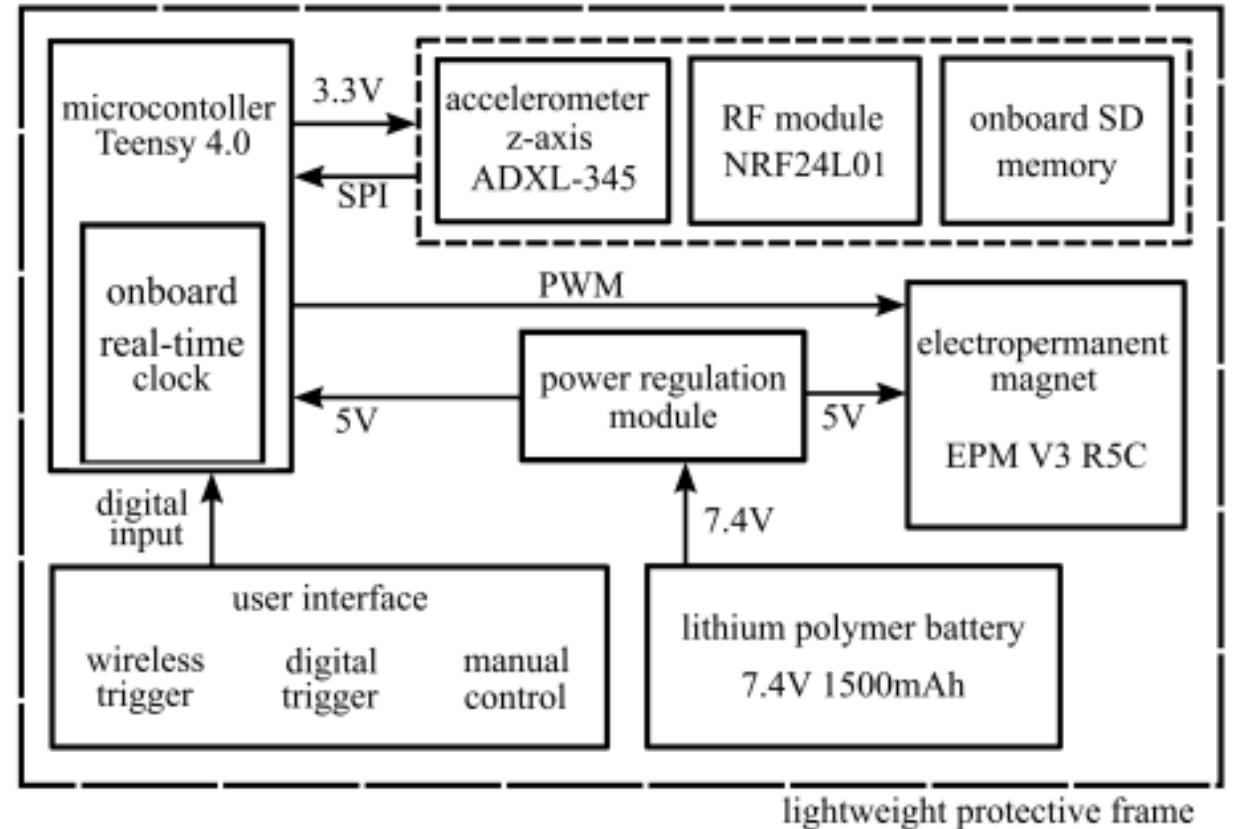 microcontoller
Teensy 4.0
onboard
real-time
clock
3.3V
SPI
accelerometer
z-axis
ADXL-345
RF module
NRF24L01
onboard SD
memory
PWM
electropermanent
magnet
EPM V3 R5C
power regulation
module
5V
5V
digital
input
7.4V
user interface
wireless
trigger
digital
trigger
manual
control
lithium polymer battery
7.4V 1500mAh
lightweight protective frame